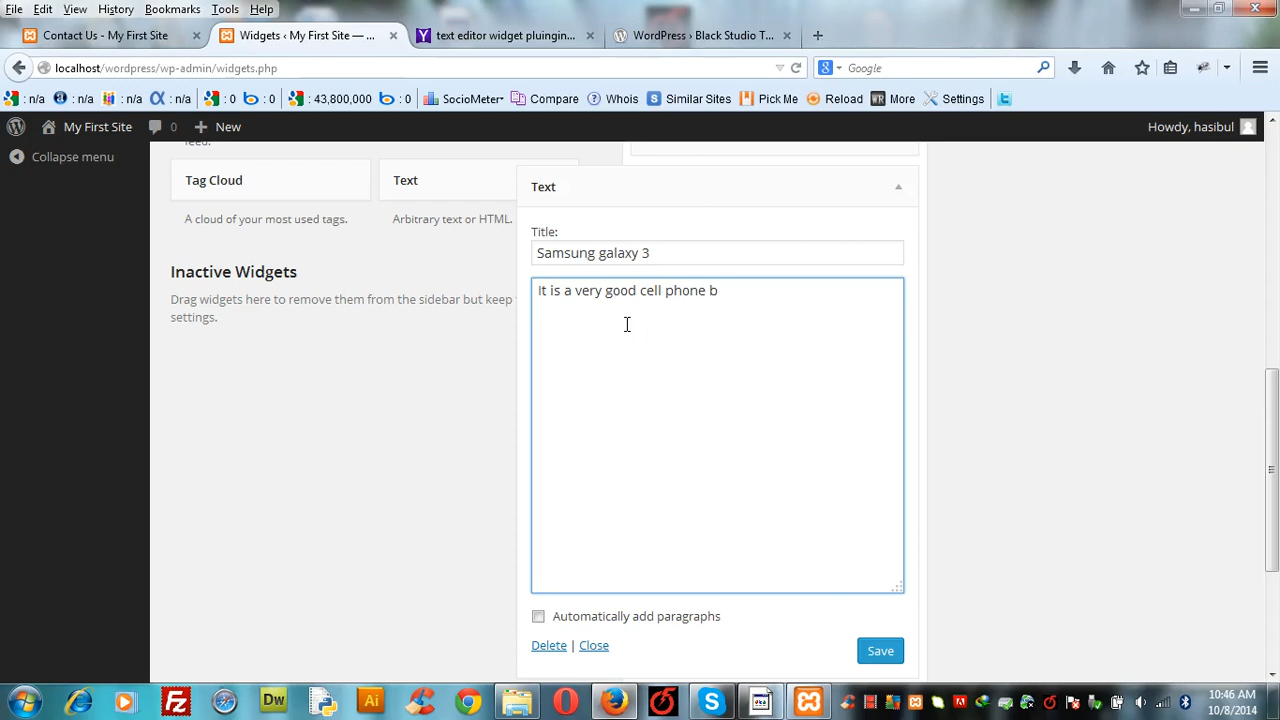 File Edit View History Bookmarks Tools Help
Contact Us - My First Site
Widgets ‹ My First Site — ...
text editor widget pluinging...
WordPress › Black Studio T...
localhost/wordpress/wp-admin/widgets.php
Google
: n/a : n/a : n/a : n/a : 0 : 0 : 43,800,000 : 0 SocioMeter Compare Whois Similar Sites Pick Me Reload More Settings
My First Site 0 New
Howdy, hasibul
Collapse menu
feed.
Tag Cloud
Text
A cloud of your most used tags.
Arbitrary text or HTML.
Inactive Widgets
Drag widgets here to remove them from the sidebar but keep
settings.
Text
Title:
Samsung galaxy 3
It is a very good cell phone b
Automatically add paragraphs
Delete | Close
Save
10:46 AM
10/8/2014